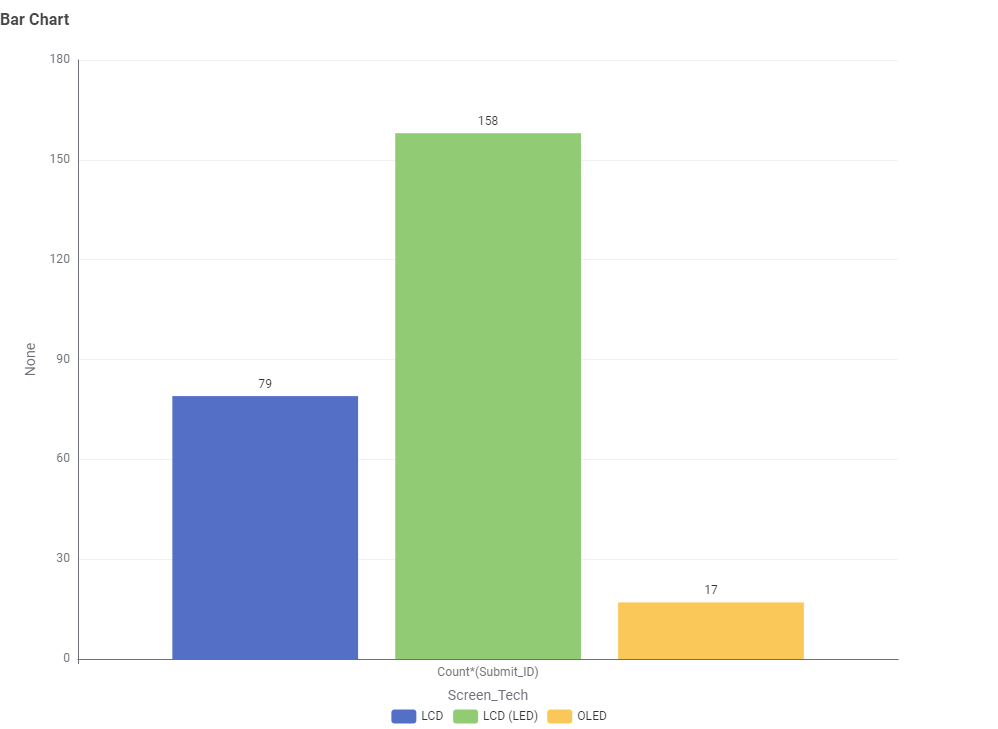 Bar Chart
180
158
150
120
None
90
79
60
30
17
0
Count*(Submit_ID)
Screen_Tech
LCD LCD (LED) OLED